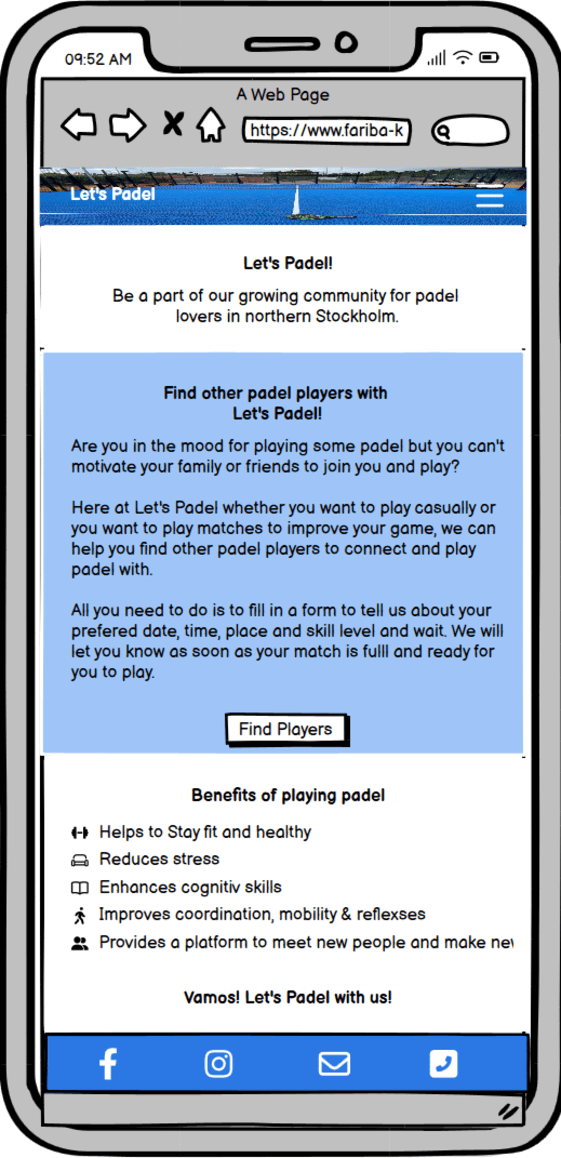 09:52 AM
A Web Page
https://www.fariba-k
Let's Padel
Let's Padel!
Be a part of our growing community for padel
lovers in northern Stockholm.
Find other padel players with
Let's Padel!
Are you in the mood for playing some padel but you can't
motivate your family or friends to join you and play?
Here at Let's Padel whether you want to play casually or
you want to play matches to improve your game, we can
help you find other padel players to connect and play
padel with.
All you need to do is to fill in a form to tell us about your
prefered date, time, place and skill level and wait. We will
let you know as soon as your match is fulll and ready for
you to play.
Find Players
Benefits of playing padel
Helps to Stay fit and healthy
Reduces stress
Enhances cognitiv skills
Improves coordination, mobility & reflexses
Provides a platform to meet new people and make new
Vamos! Let's Padel with us!